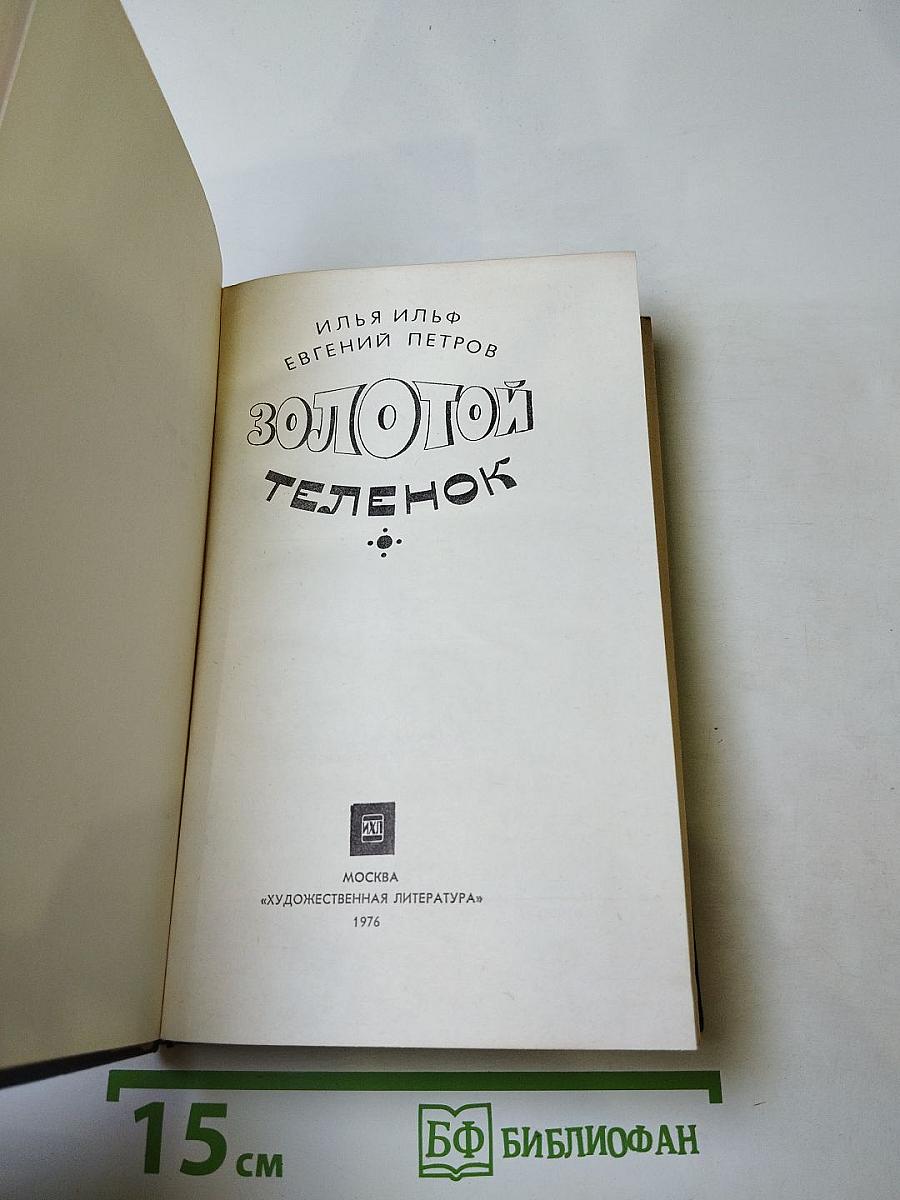 ИЛЬЯ ИЛЬФ
ЕВГЕНИЙ ПЕТРОВ
ЗОЛОТОЙ
ТЕЛЕНОК
ИХЛ
МОСКВА
«ХУДОЖЕСТВЕННАЯ ЛИТЕРАТУРА»
1976
15 см
БФ БИБЛИОФАН